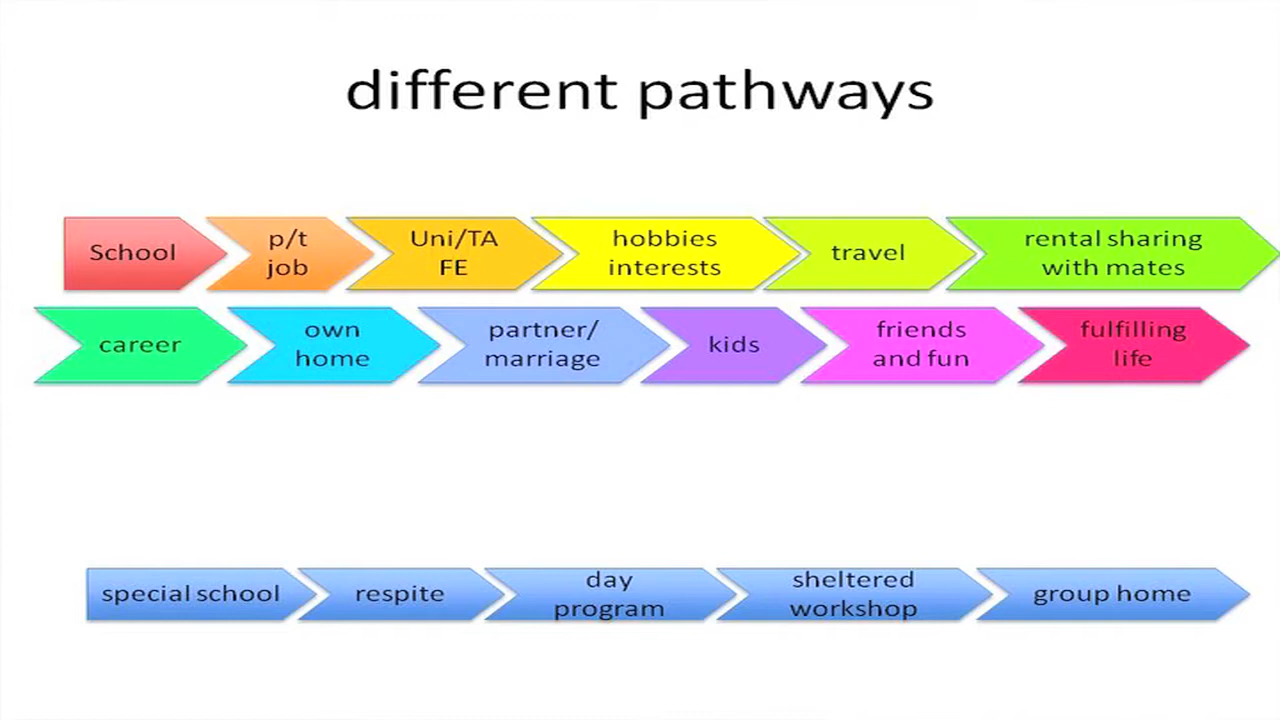 different pathways
School
p/t
job
Uni/TA
FE
hobbies
interests
travel
rental sharing
with mates
career
own
home
partner/
marriage
kids
friends
and fun
fulfilling
life
special school
respite
day
program
sheltered
workshop
group home